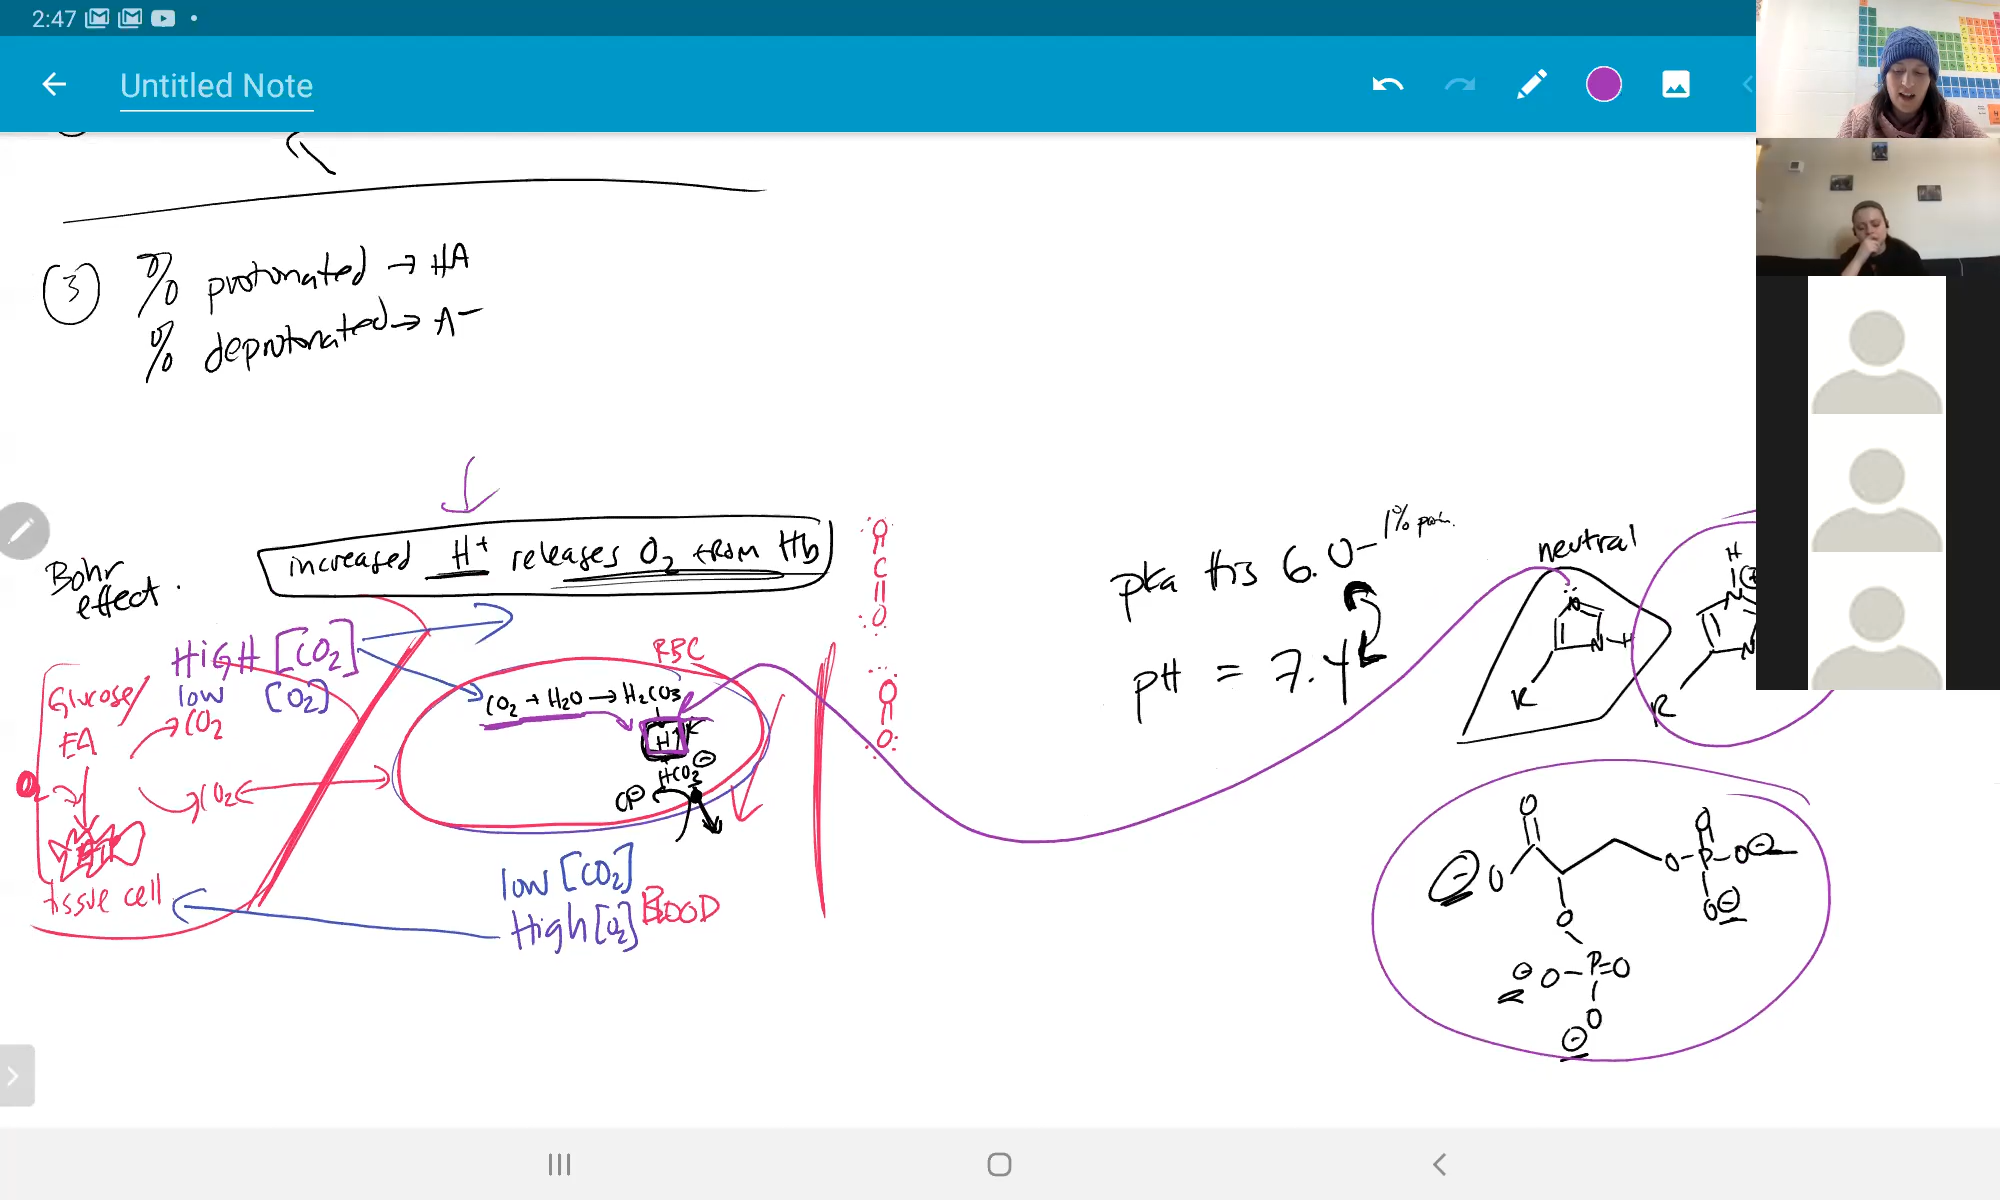 2:47
Untitled Note
3
% protonated → HA
% deprotonated → A⁻
Bohr effect.
increased H⁺ releases O₂ from Hb
HIGH [CO₂]
low [O₂]
Glucose/
FA
→ CO₂
O₂
CO₂
tissue cell
RBC
CO₂ + H₂O → H₂CO₃
H⁺
HCO₃⊖
Cl⊖
low [CO₂]
High [O₂]
BLOOD
O
C
O
O
O
pKa His 6.0 - 1%
pH = 7.4
neutral
N
N-H
R
H
N
N
R
O
⊖ O
O-P-O⊖
O
O⊖
O
⊖ O-P=O
O
⊖